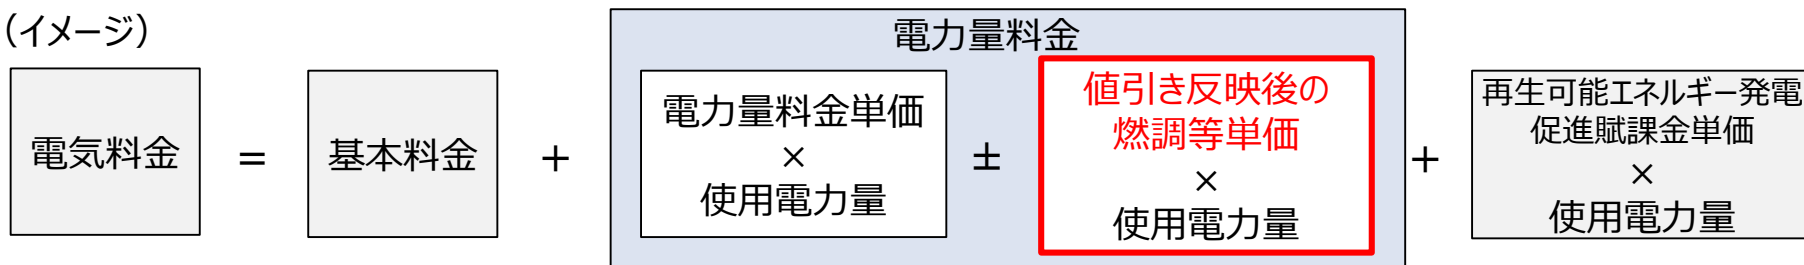 （イメージ）
電気料金
=
基本料金
+
電力量料金
電力量料金単価
×
使用電力量
±
値引き反映後の
燃調等単価
×
使用電力量
+
再生可能エネルギー発電
促進賦課金単価
×
使用電力量